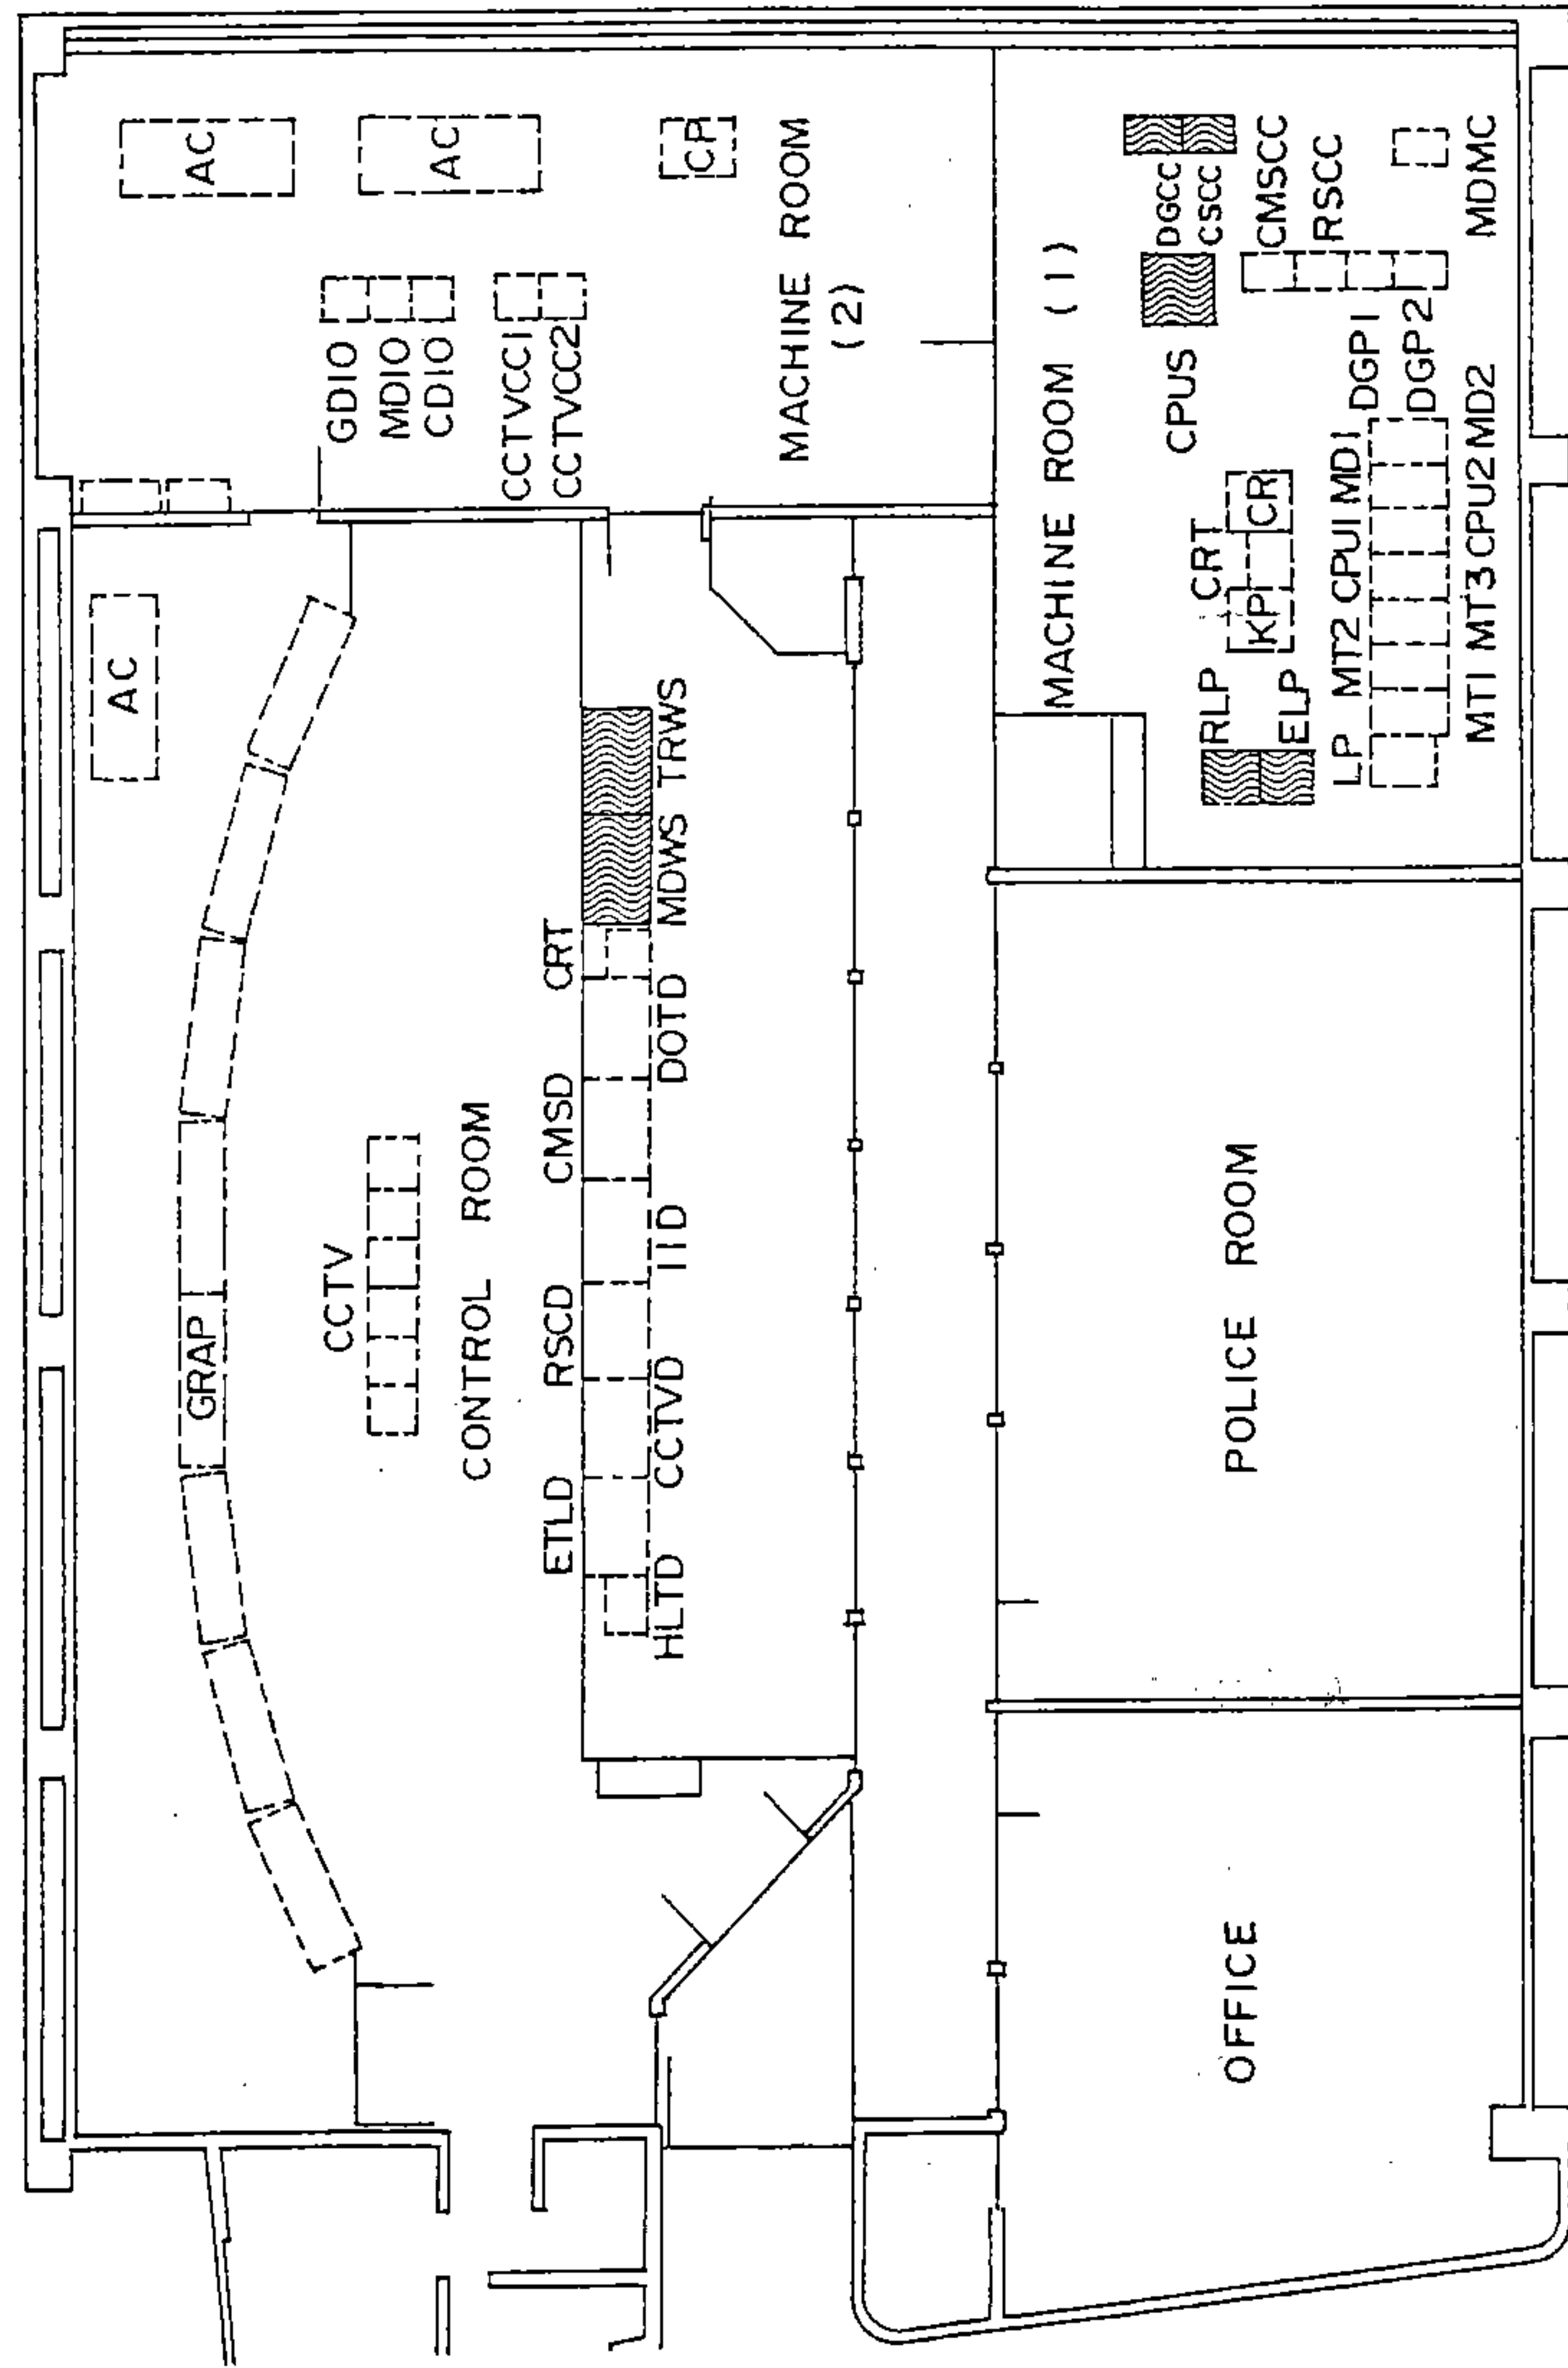 AC
GRAP
CCTV
CONTROL ROOM
ETLD RSCD CMSD CRT
HLTD CCTVD IID DOTD MDWS TRWS
AC
AC
GDIO
MDIO
CDIO
CCTVCC1
CCTVCC2
CP
MACHINE ROOM
(2)
OFFICE
POLICE ROOM
MACHINE ROOM (1)
CPUS
DGCC
CSCC
CMSCC
RSCC
RLP
ELP
CRT
KP
CR
LP MT2 CPU1 MD1 DGP1
DGP2
MT1 MT3 CPU2 MD2
MDMC